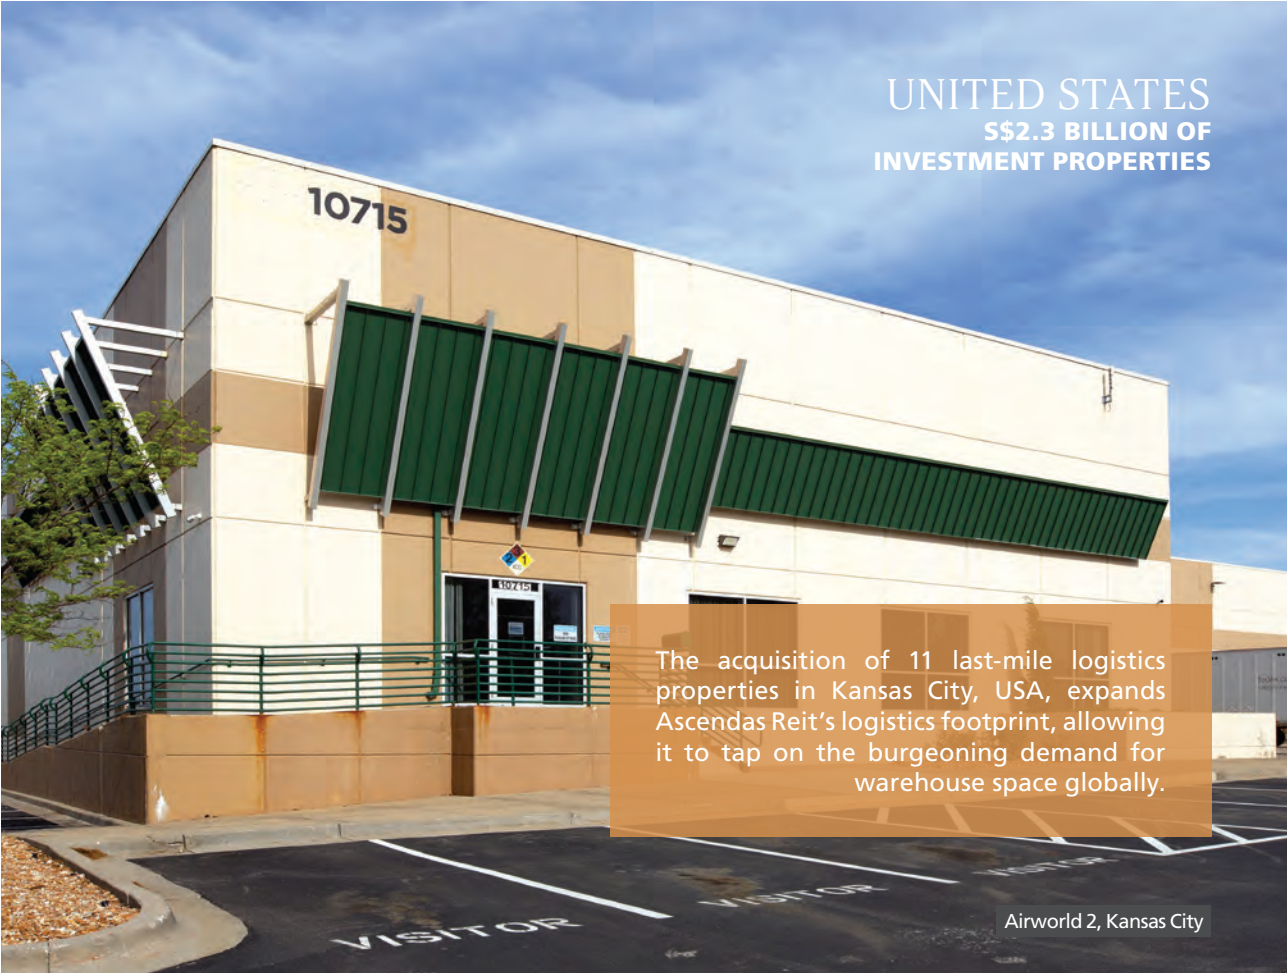 UNITED STATES
S$2.3 BILLION OF
INVESTMENT PROPERTIES
10715
1
10715
The acquisition of 11 last-mile logistics
properties in Kansas City, USA, expands
Ascendas Reit's logistics footprint, allowing
it to tap on the burgeoning demand for
warehouse space globally.
VISITOR
VISITOR
VISITOR
Airworld 2, Kansas City